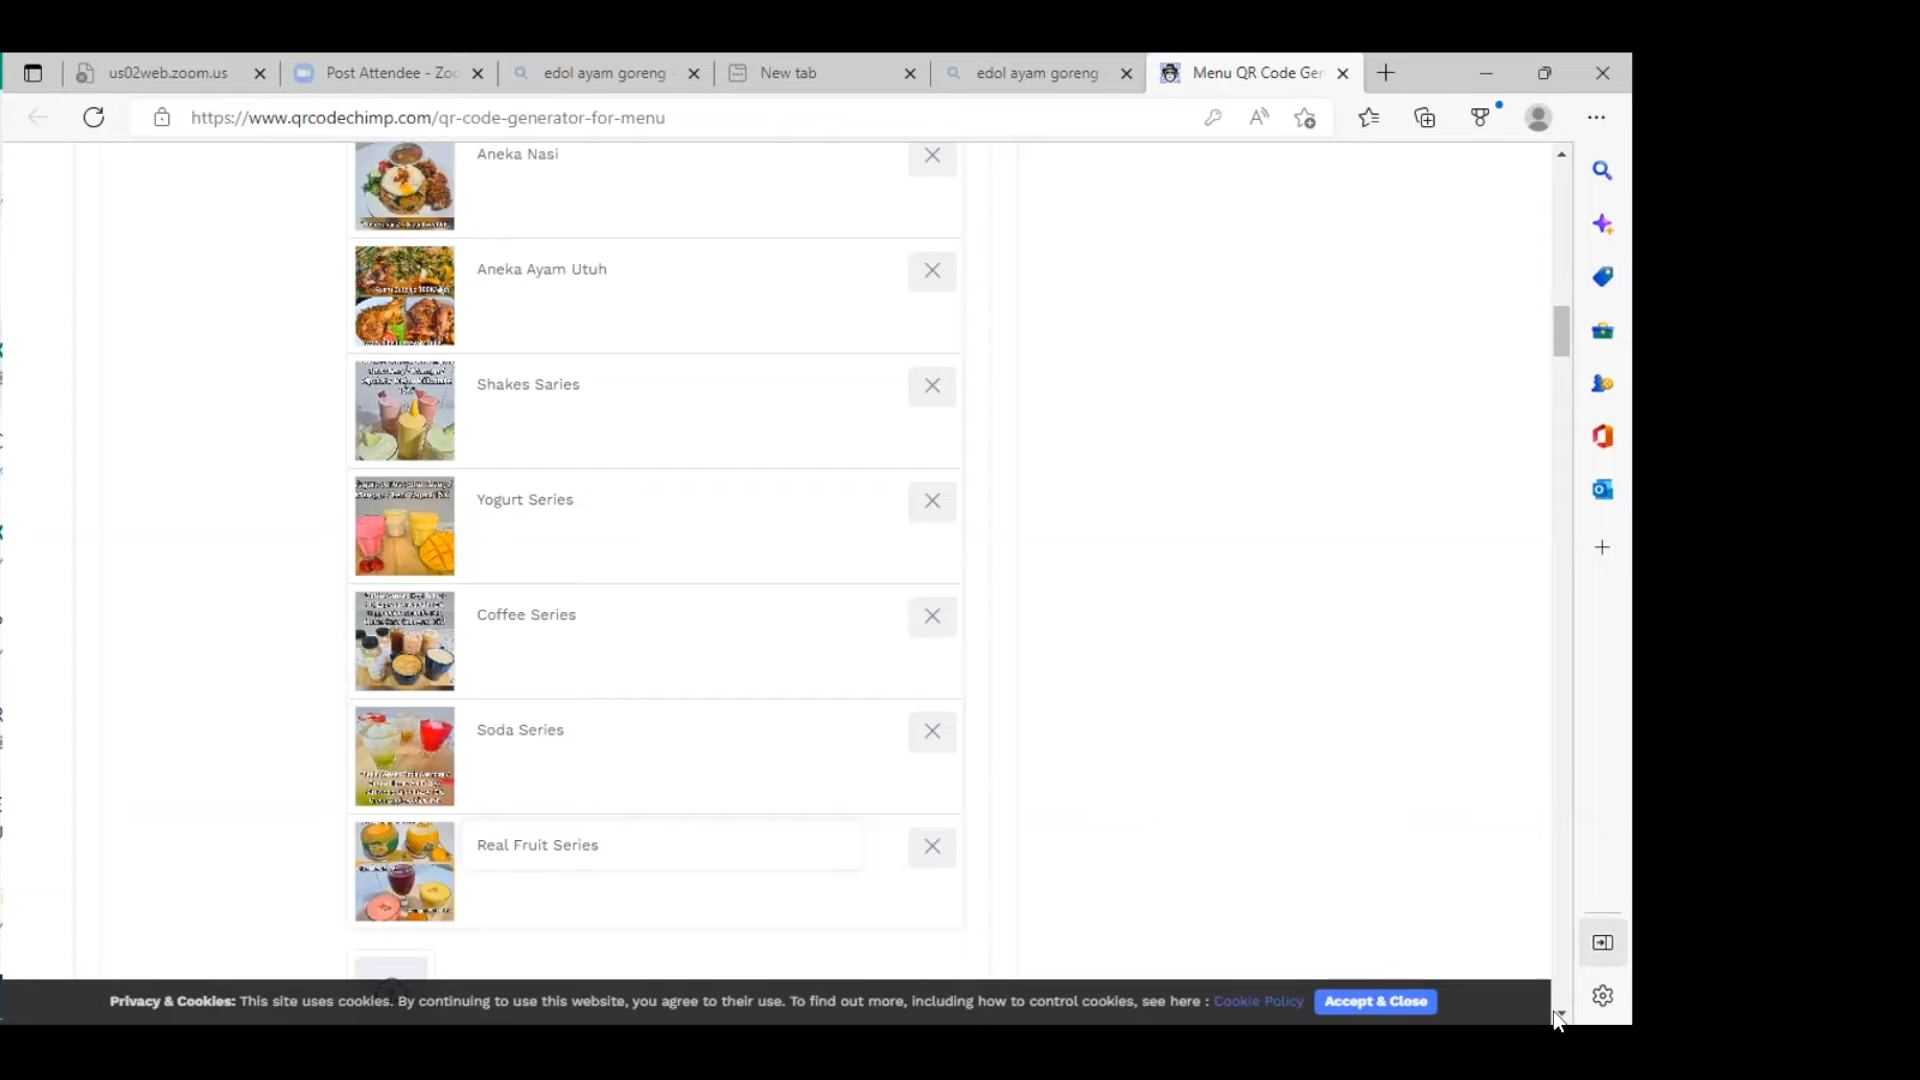 us02web.zoom.us
Post Attendee - Zoo
edol ayam goreng
New tab
edol ayam goreng
Menu QR Code Ger
https://www.qrcodechimp.com/qr-code-generator-for-menu
Aneka Nasi
Aneka Ayam Utuh
Shakes Saries
Yogurt Series
Coffee Series
Soda Series
Real Fruit Series
Privacy & Cookies: This site uses cookies. By continuing to use this website, you agree to their use. To find out more, including how to control cookies, see here : Cookie Policy
Accept & Close